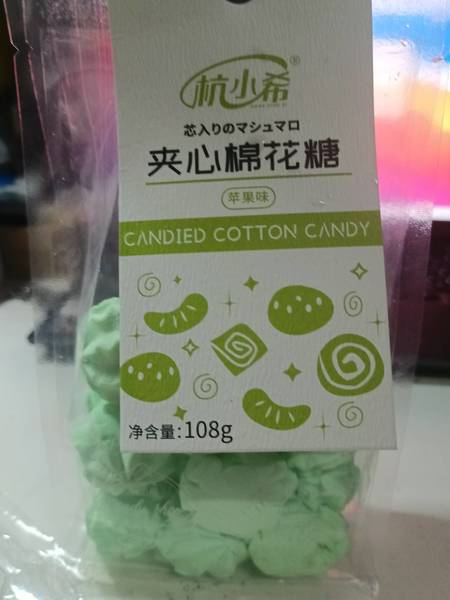 杭小希®
芯入りのマシュマロ
夹心棉花糖
苹果味
CANDIED COTTON CANDY
净含量:108g